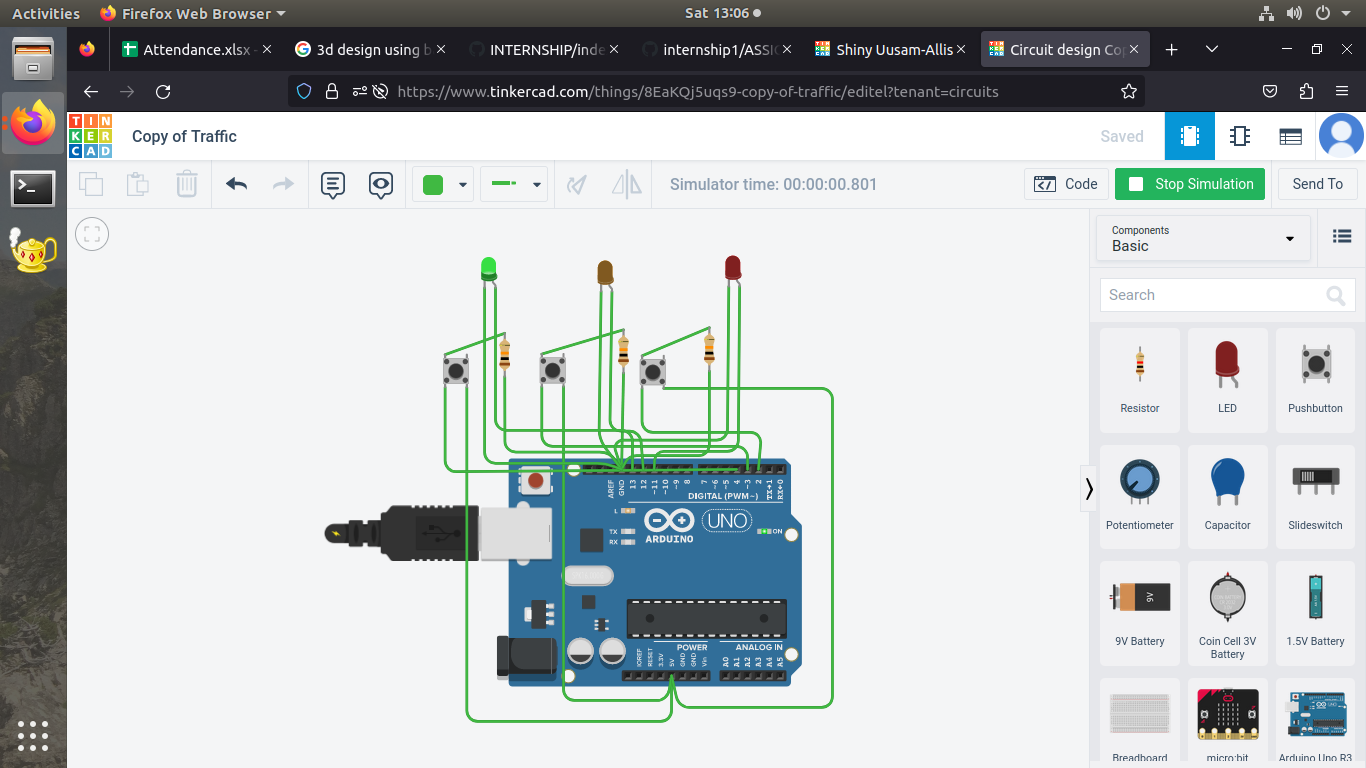 Activities
Firefox Web Browser
Sat 13:06
Attendance.xlsx -
3d design using b
INTERNSHIP/inde
internship1/ASSI
Shiny Uusam-Allis
Circuit design Co
https://www.tinkercad.com/things/8EaKQj5uqs9-copy-of-traffic/editel?tenant=circuits
TIN
KER
CAD
Copy of Traffic
Saved
Simulator time: 00:00:00.801
Code
Stop Simulation
Send To
Components
Basic
Search
Resistor
LED
Pushbutton
Potentiometer
Capacitor
Slideswitch
9V
9V Battery
Coin Cell 3V
Battery
1.5V Battery
Breadboard
micro:bit
Arduino Uno R3
AREF
GND
13
12
~11
~10
~9
8
7
~6
~5
4
~3
2
TX→1
RX←0
DIGITAL (PWM~)
L
TX
RX
ARDUINO
UNO
ON
POWER
ANALOG IN
IOREF
RESET
3.3V
5V
GND
GND
Vin
A0
A1
A2
A3
A4
A5